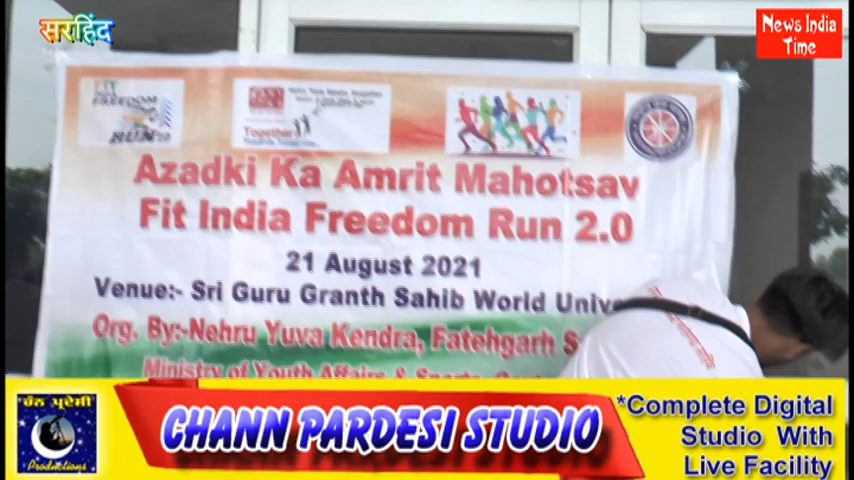 सरहिंद
News India
Time
FREEDOM
RUN
Together
Azadki Ka Amrit Mahotsav
Fit India Freedom Run 2.0
21 August 2021
Venue:- Sri Guru Granth Sahib World
Org. By:-Nehru Yuva Kendra, Fatehgarh
Ministry of Youth Affairs & Sports,
ਚੰਨ ਪ੍ਰਦੇਸੀ
Productions
CHANN PARDESI STUDIO
*Complete Digital
Studio With
Live Facility